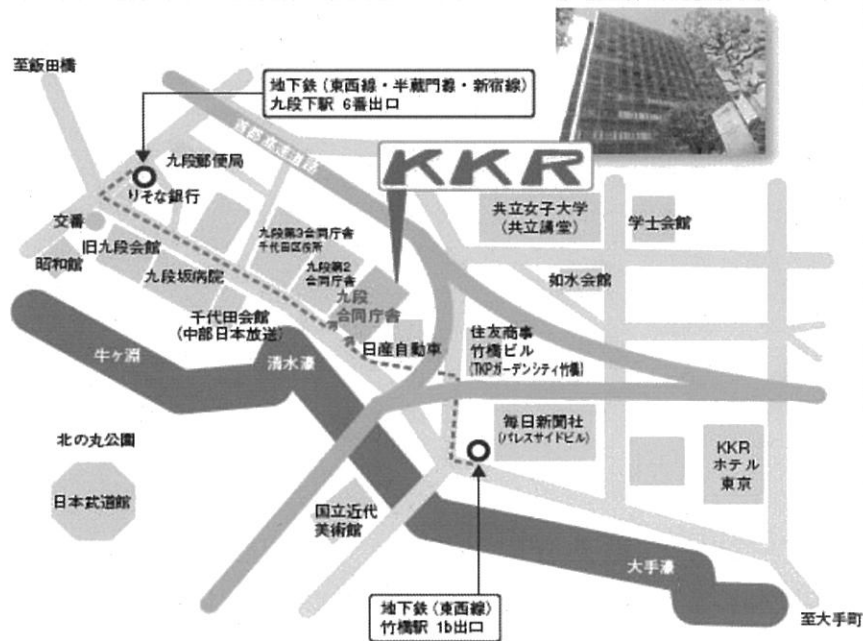 至飯田橋
地下鉄（東西線・半蔵門線・新宿線）
九段下駅 6番出口
首都高速道路
九段郵便局
りそな銀行
KKR
共立女子大学
（共立講堂）
学士会館
交番
旧九段会館
昭和館
九段坂病院
九段第3合同庁舎
千代田区役所
九段第2
合同庁舎
九段
合同庁舎
如水会館
千代田会館
（中部日本放送）
日産自動車
住友商事
竹橋ビル
(TKPガーデンシティ竹橋)
牛ヶ淵
清水濠
毎日新聞社
(パレスサイドビル)
北の丸公園
日本武道館
国立近代
美術館
KKR
ホテル
東京
大手濠
地下鉄（東西線）
竹橋駅 1b出口
至大手町